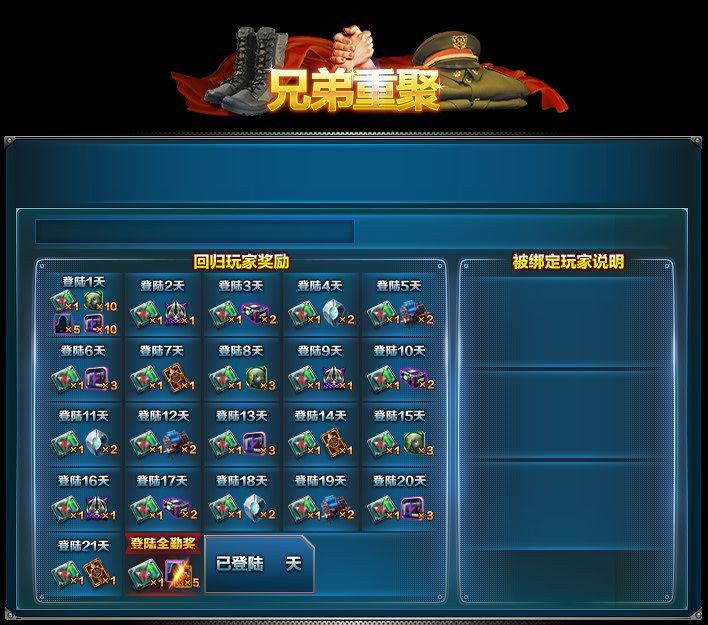 兄弟重聚
回归玩家奖励
被绑定玩家说明
登陆1天
×1 ×10
×5 ×10
登陆2天
×1 ×1
登陆3天
×1 ×2
登陆4天
×1 ×2
登陆5天
×1 ×2
登陆6天
×1 ×3
登陆7天
×1 ×1
登陆8天
×1 ×3
登陆9天
×1 ×1
登陆10天
×1 ×2
登陆11天
×1 ×2
登陆12天
×1 ×2
登陆13天
×1 ×3
登陆14天
×1 ×1
登陆15天
×1 ×3
登陆16天
×1 ×1
登陆17天
×1 ×2
登陆18天
×1 ×2
登陆19天
×1 ×2
登陆20天
×1 ×3
登陆21天
×1 ×1
登陆全勤奖
×1 ×5
已登陆 天